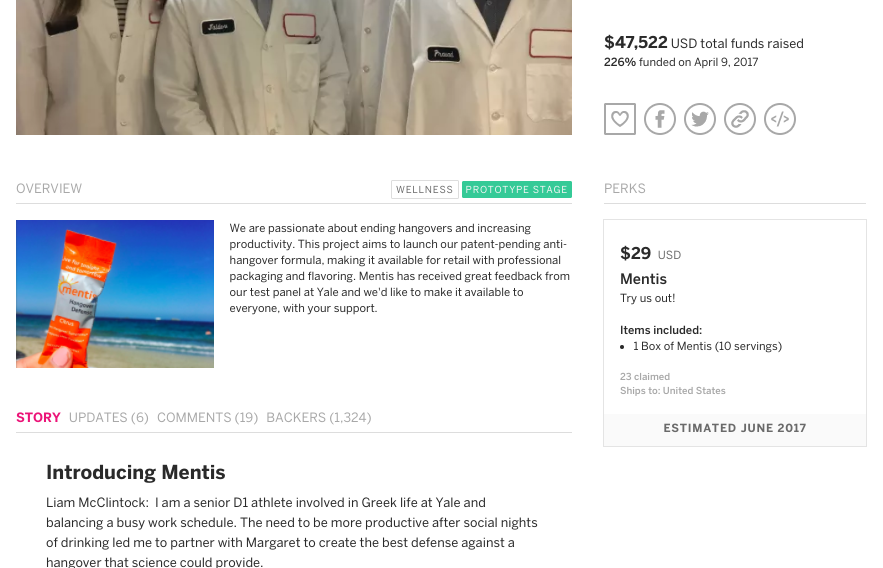 $47,522 USD total funds raised
226% funded on April 9, 2017
OVERVIEW
WELLNESS
PROTOTYPE STAGE
mentis
Hangover
Defense
Citrus
We are passionate about ending hangovers and increasing
productivity. This project aims to launch our patent-pending anti-
hangover formula, making it available for retail with professional
packaging and flavoring. Mentis has received great feedback from
our test panel at Yale and we'd like to make it available to
everyone, with your support.
STORY UPDATES (6) COMMENTS (19) BACKERS (1,324)
Introducing Mentis
Liam McClintock: I am a senior D1 athlete involved in Greek life at Yale and
balancing a busy work schedule. The need to be more productive after social nights
of drinking led me to partner with Margaret to create the best defense against a
hangover that science could provide.
PERKS
$29 USD
Mentis
Try us out!
Items included:
• 1 Box of Mentis (10 servings)
23 claimed
Ships to: United States
ESTIMATED JUNE 2017